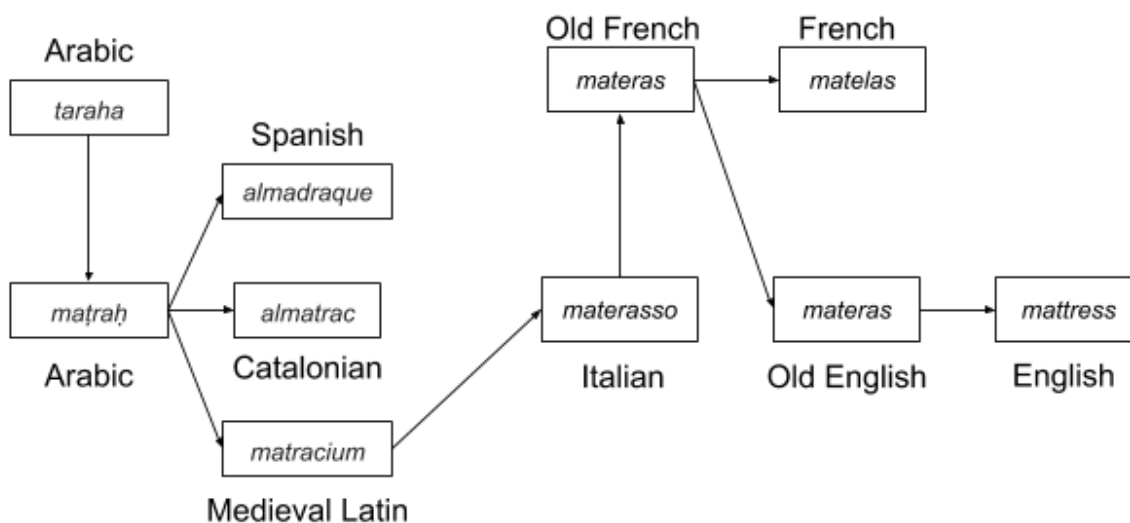 Arabic
taraha
Spanish
almadraque
maṭraḥ
Arabic
almatrac
Catalonian
matracium
Medieval Latin
Old French
materas
French
matelas
materasso
Italian
materas
Old English
mattress
English